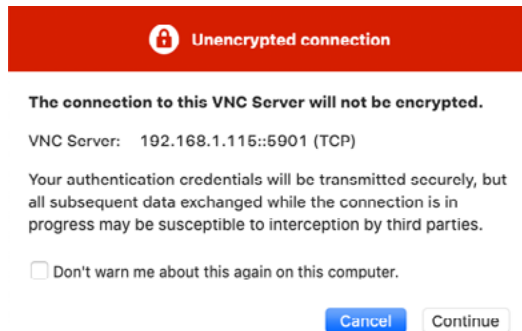 Unencrypted connection
The connection to this VNC Server will not be encrypted.
VNC Server: 192.168.1.115::5901 (TCP)
Your authentication credentials will be transmitted securely, but
all subsequent data exchanged while the connection is in
progress may be susceptible to interception by third parties.
Don't warn me about this again on this computer.
Cancel Continue